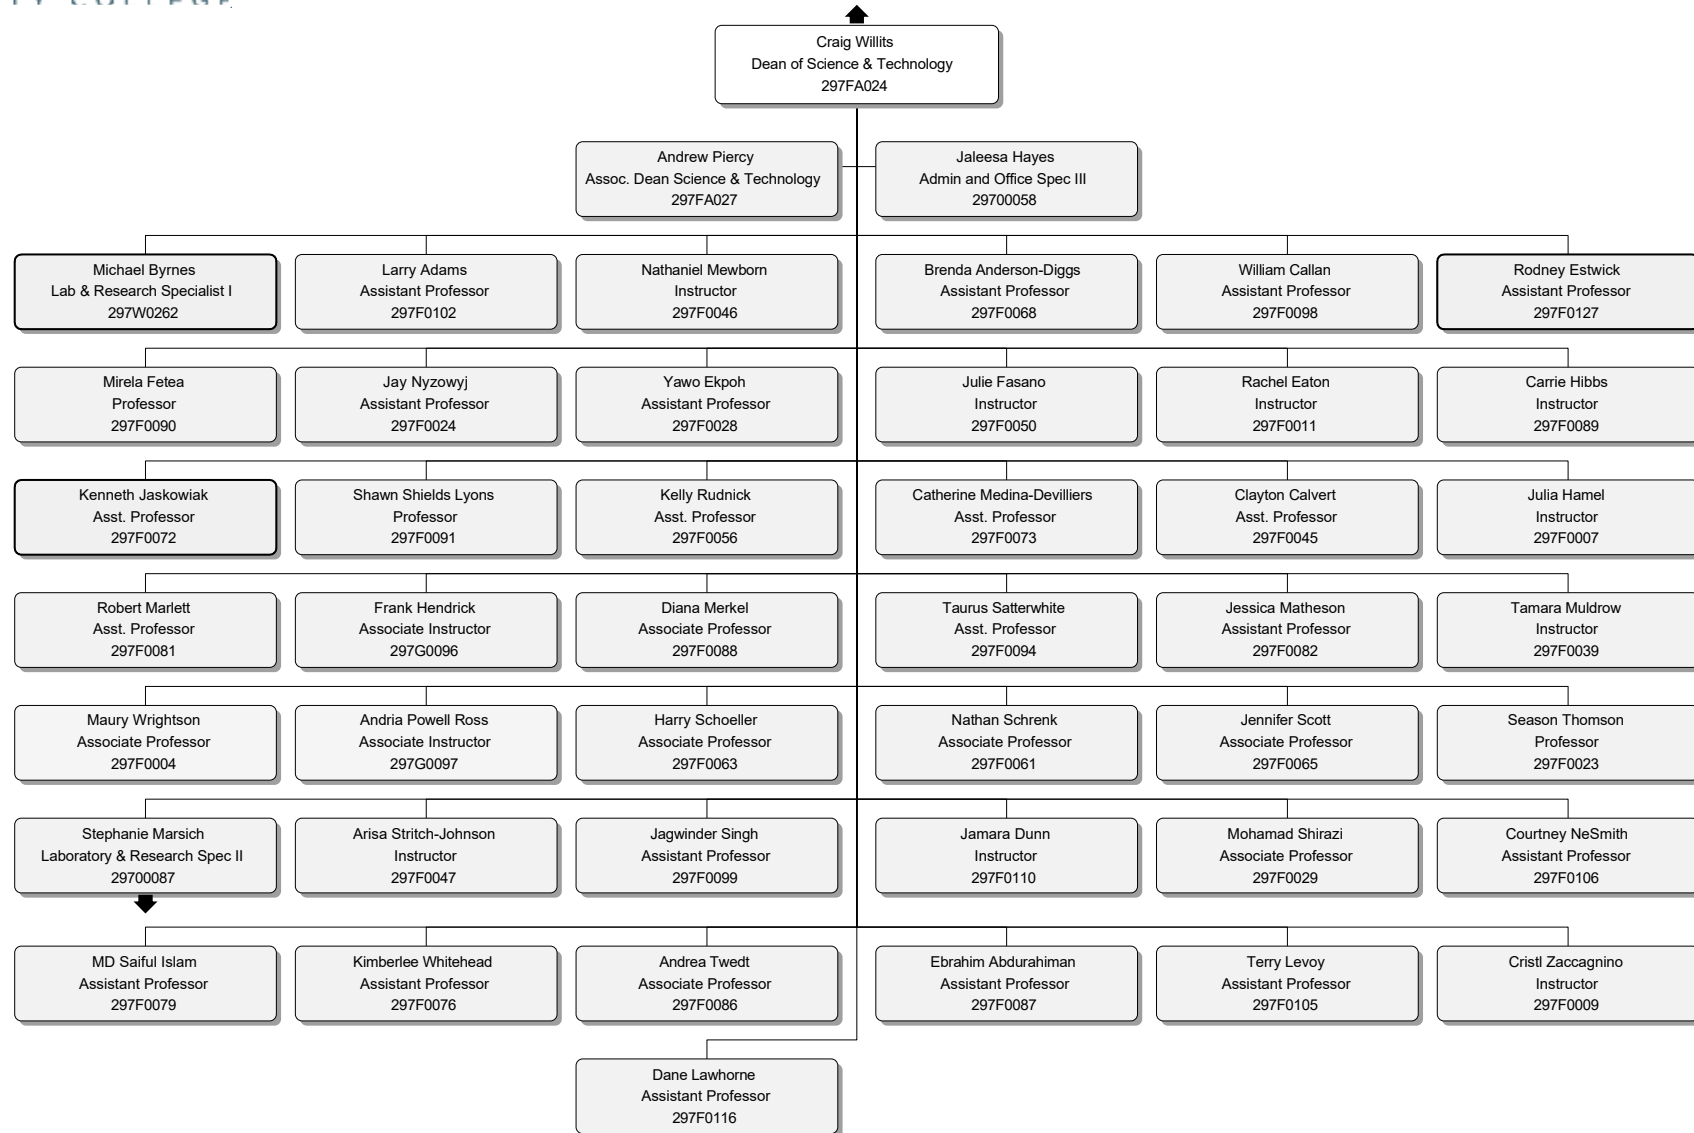 Craig Willits
Dean of Science & Technology
297FA024
Andrew Piercy
Assoc. Dean Science & Technology
297FA027
Jaleesa Hayes
Admin and Office Spec III
29700058
Michael Byrnes
Lab & Research Specialist I
297W0262
Larry Adams
Assistant Professor
297F0102
Nathaniel Mewborn
Instructor
297F0046
Brenda Anderson-Diggs
Assistant Professor
297F0068
William Callan
Assistant Professor
297F0098
Rodney Estwick
Assistant Professor
297F0127
Mirela Fetea
Professor
297F0090
Jay Nyzowyj
Assistant Professor
297F0024
Yawo Ekpoh
Assistant Professor
297F0028
Julie Fasano
Instructor
297F0050
Rachel Eaton
Instructor
297F0011
Carrie Hibbs
Instructor
297F0089
Kenneth Jaskowiak
Asst. Professor
297F0072
Shawn Shields Lyons
Professor
297F0091
Kelly Rudnick
Asst. Professor
297F0056
Catherine Medina-Devilliers
Asst. Professor
297F0073
Clayton Calvert
Asst. Professor
297F0045
Julia Hamel
Instructor
297F0007
Robert Marlett
Asst. Professor
297F0081
Frank Hendrick
Associate Instructor
297G0096
Diana Merkel
Associate Professor
297F0088
Taurus Satterwhite
Asst. Professor
297F0094
Jessica Matheson
Assistant Professor
297F0082
Tamara Muldrow
Instructor
297F0039
Maury Wrightson
Associate Professor
297F0004
Andria Powell Ross
Associate Instructor
297G0097
Harry Schoeller
Associate Professor
297F0063
Nathan Schrenk
Associate Professor
297F0061
Jennifer Scott
Associate Professor
297F0065
Season Thomson
Professor
297F0023
Stephanie Marsich
Laboratory & Research Spec II
29700087
Arisa Stritch-Johnson
Instructor
297F0047
Jagwinder Singh
Assistant Professor
297F0099
Jamara Dunn
Instructor
297F0110
Mohamad Shirazi
Associate Professor
297F0029
Courtney NeSmith
Assistant Professor
297F0106
MD Saiful Islam
Assistant Professor
297F0079
Kimberlee Whitehead
Assistant Professor
297F0076
Andrea Twedt
Associate Professor
297F0086
Ebrahim Abdurahiman
Assistant Professor
297F0087
Terry Levoy
Assistant Professor
297F0105
Cristl Zaccagnino
Instructor
297F0009
Dane Lawhorne
Assistant Professor
297F0116